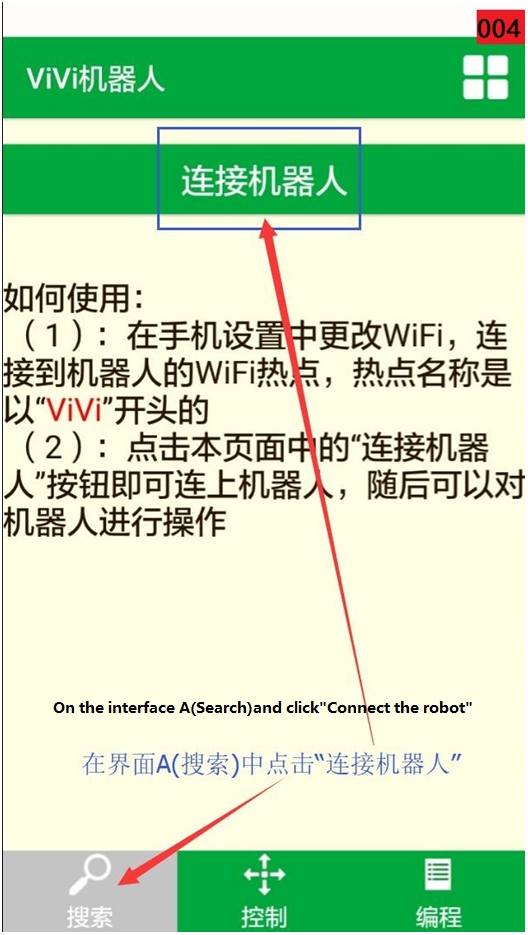 004
ViVi机器人
连接机器人
如何使用：
（1）：在手机设置中更改WiFi，连
接到机器人的WiFi热点，热点名称是
以“ViVi”开头的
（2）：点击本页面中的“连接机器
人”按钮即可连上机器人，随后可以对
机器人进行操作
On the interface A(Search)and click"Connect the robot"
在界面A(搜索)中点击“连接机器人”
搜索
控制
编程